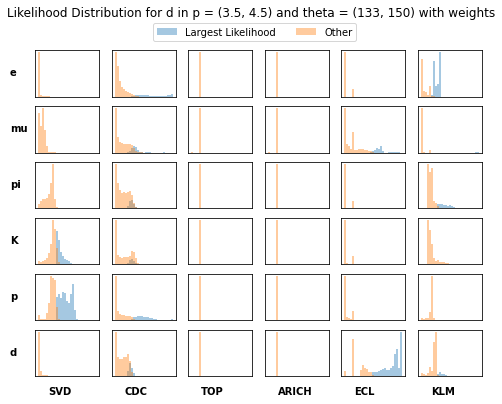 Likelihood Distribution for d in p = (3.5, 4.5) and theta = (133, 150) with weights
Largest Likelihood Other
e
mu
pi
K
p
d
SVD CDC TOP ARICH ECL KLM